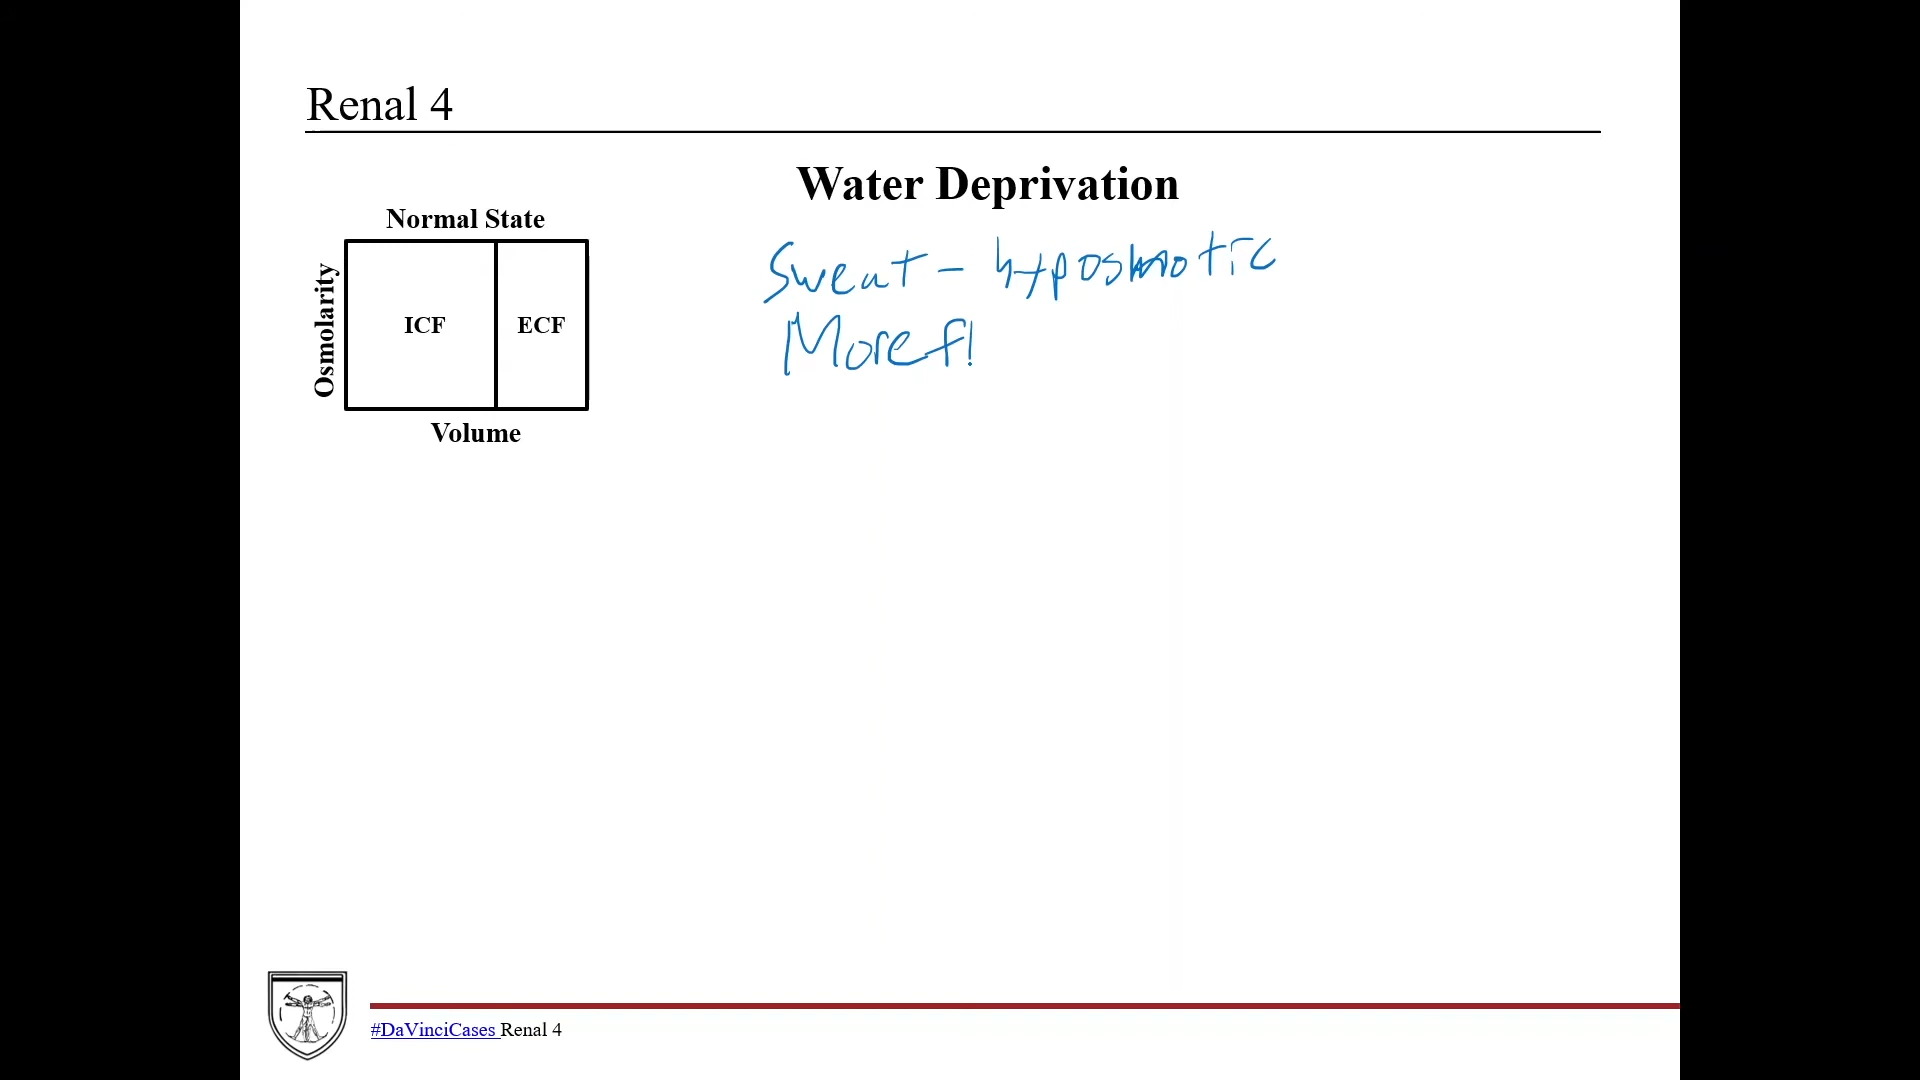 Renal 4
Water Deprivation
Normal State
Sweat - hyposmotic
More fl
Osmolarity
ICF
ECF
Volume
#DaVinciCases Renal 4